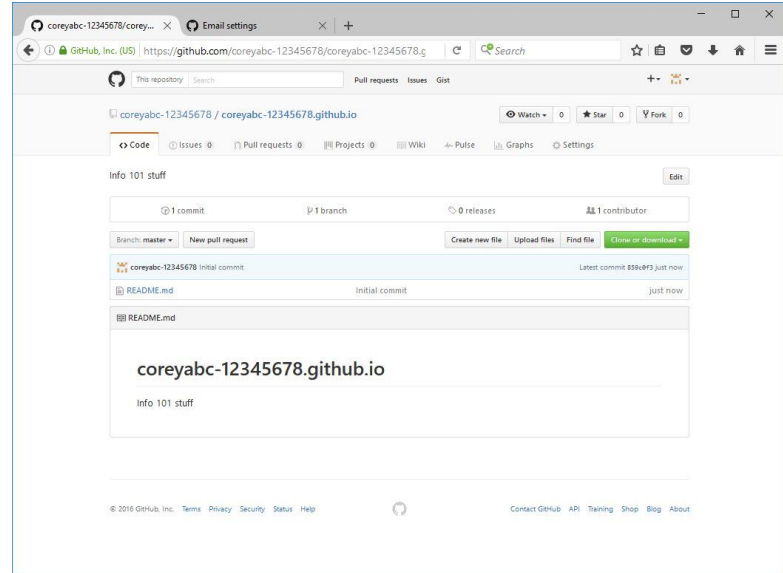 coreyabc-12345678/corey...
Email settings
GitHub, Inc. (US) https://github.com/coreyabc-12345678/coreyabc-12345678.g
Search
This repository Search Pull requests Issues Gist
coreyabc-12345678 / coreyabc-12345678.github.io
Watch 0 Star 0 Fork 0
Code Issues 0 Pull requests 0 Projects 0 Wiki Pulse Graphs Settings
Info 101 stuff Edit
1 commit 1 branch 0 releases 1 contributor
Branch: master New pull request Create new file Upload files Find file Clone or download
coreyabc-12345678 Initial commit Latest commit 859c0f3 just now
README.md Initial commit just now
README.md
coreyabc-12345678.github.io
Info 101 stuff
© 2016 GitHub, Inc. Terms Privacy Security Status Help Contact GitHub API Training Shop Blog About